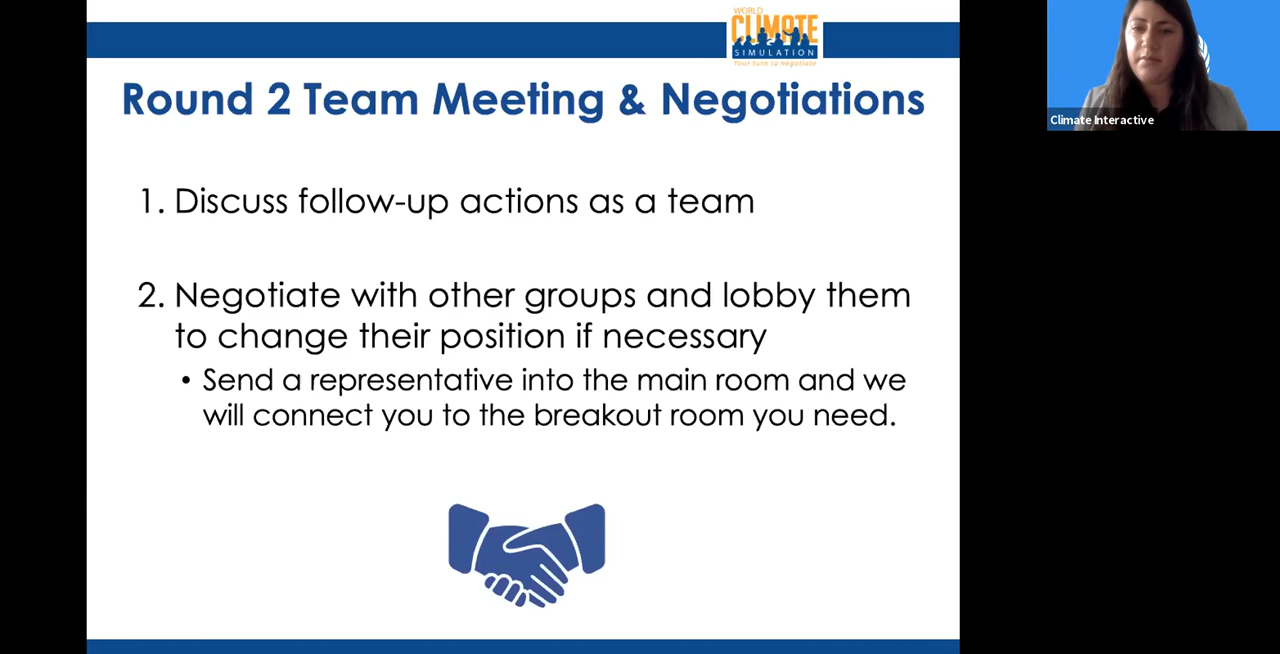 WORLD
CLIMATE
SIMULATION
Your turn to negotiate
Climate Interactive
Round 2 Team Meeting & Negotiations
1. Discuss follow-up actions as a team
2. Negotiate with other groups and lobby them
to change their position if necessary
• Send a representative into the main room and we
will connect you to the breakout room you need.